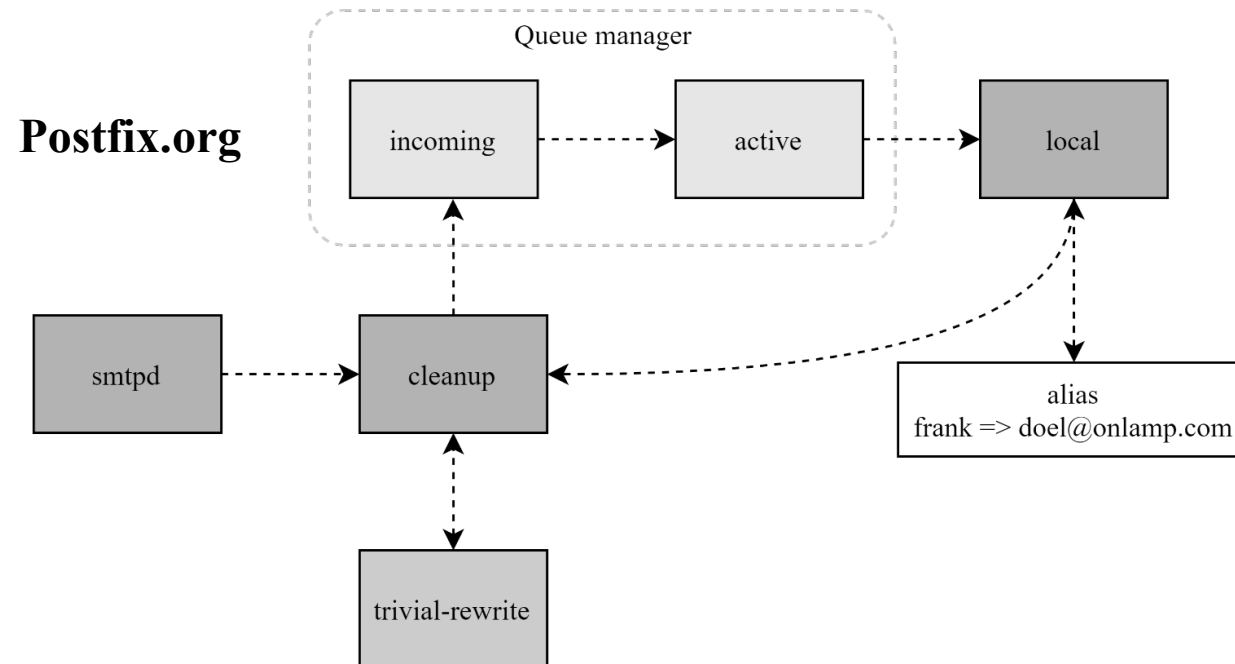 Queue manager
Postfix.org
incoming
active
local
smtpd
cleanup
alias
frank => doel@onlamp.com
trivial-rewrite